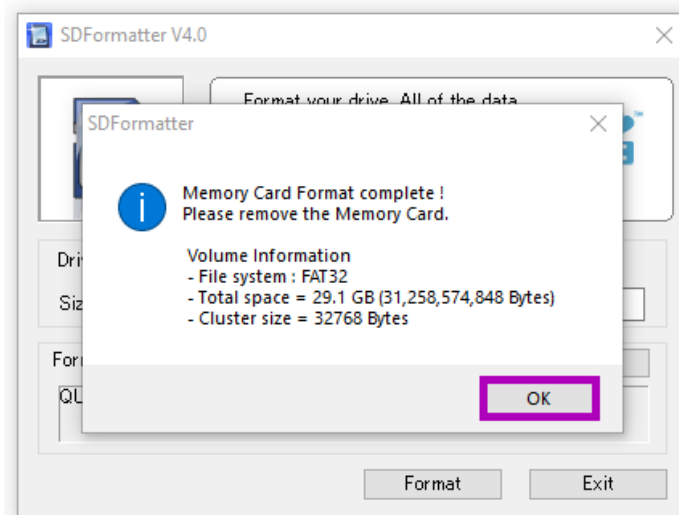 SDFormatter V4.0
Format your drive. All of the data
SDFormatter
Memory Card Format complete !
Please remove the Memory Card.
Volume Information
- File system : FAT32
- Total space = 29.1 GB (31,258,574,848 Bytes)
- Cluster size = 32768 Bytes
OK
Format
Exit